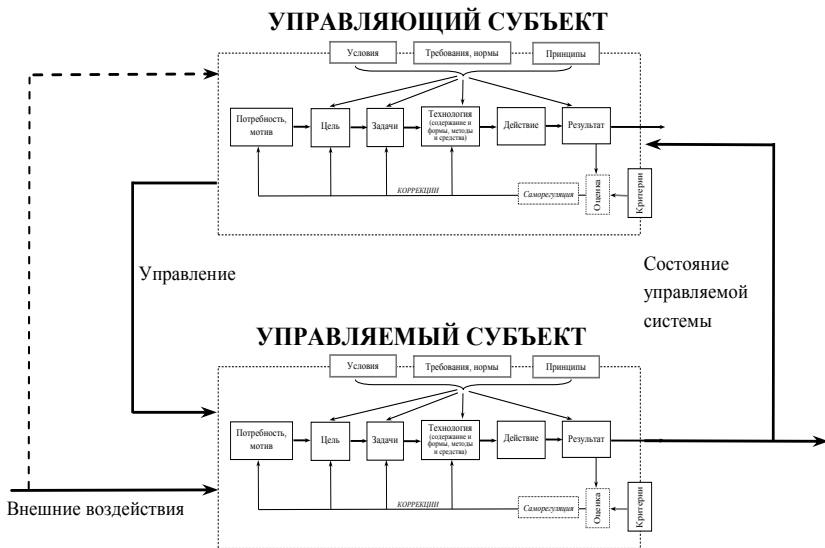 УПРАВЛЯЮЩИЙ СУБЪЕКТ
Условия
Требования, нормы
Принципы
Потребность,
мотив
Цель
Задачи
Технология
(содержание и
формы, методы
и средства)
Действие
Результат
КОРРЕКЦИИ
Саморегуляция
Оценка
Критерии
Управление
Состояние
управляемой
системы
УПРАВЛЯЕМЫЙ СУБЪЕКТ
Условия
Требования, нормы
Принципы
Потребность,
мотив
Цель
Задачи
Технология
(содержание и
формы, методы
и средства)
Действие
Результат
КОРРЕКЦИИ
Саморегуляция
Оценка
Критерии
Внешние воздействия